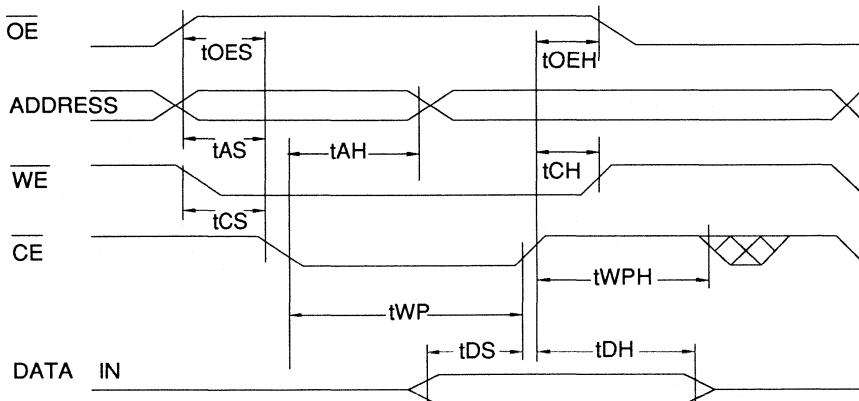 OE
tOES
tOEH
ADDRESS
tAS
tAH
tCH
WE
tCS
CE
tWPH
tWP
tDS
tDH
DATA IN